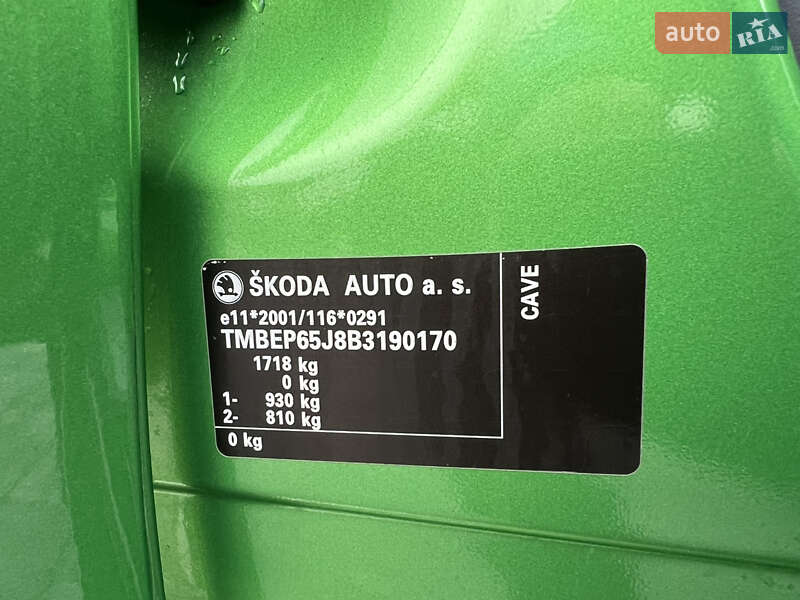 auto RIA
.com
ŠKODA AUTO a. s.
e11*2001/116*0291
TMBEP65J8B3190170
1718 kg
0 kg
1- 930 kg
2- 810 kg
0 kg
CAVE